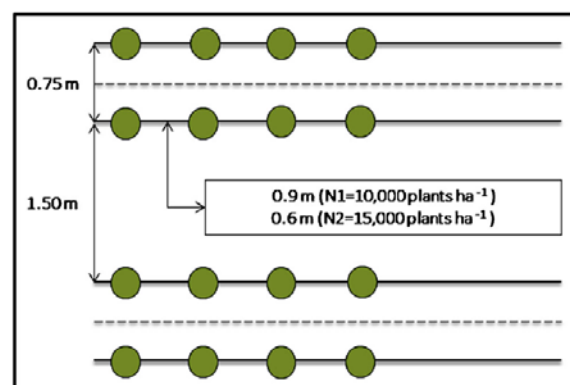 0.75 m
1.50 m
0.9 m (N1=10,000 plants ha⁻¹)
0.6 m (N2=15,000 plants ha⁻¹)